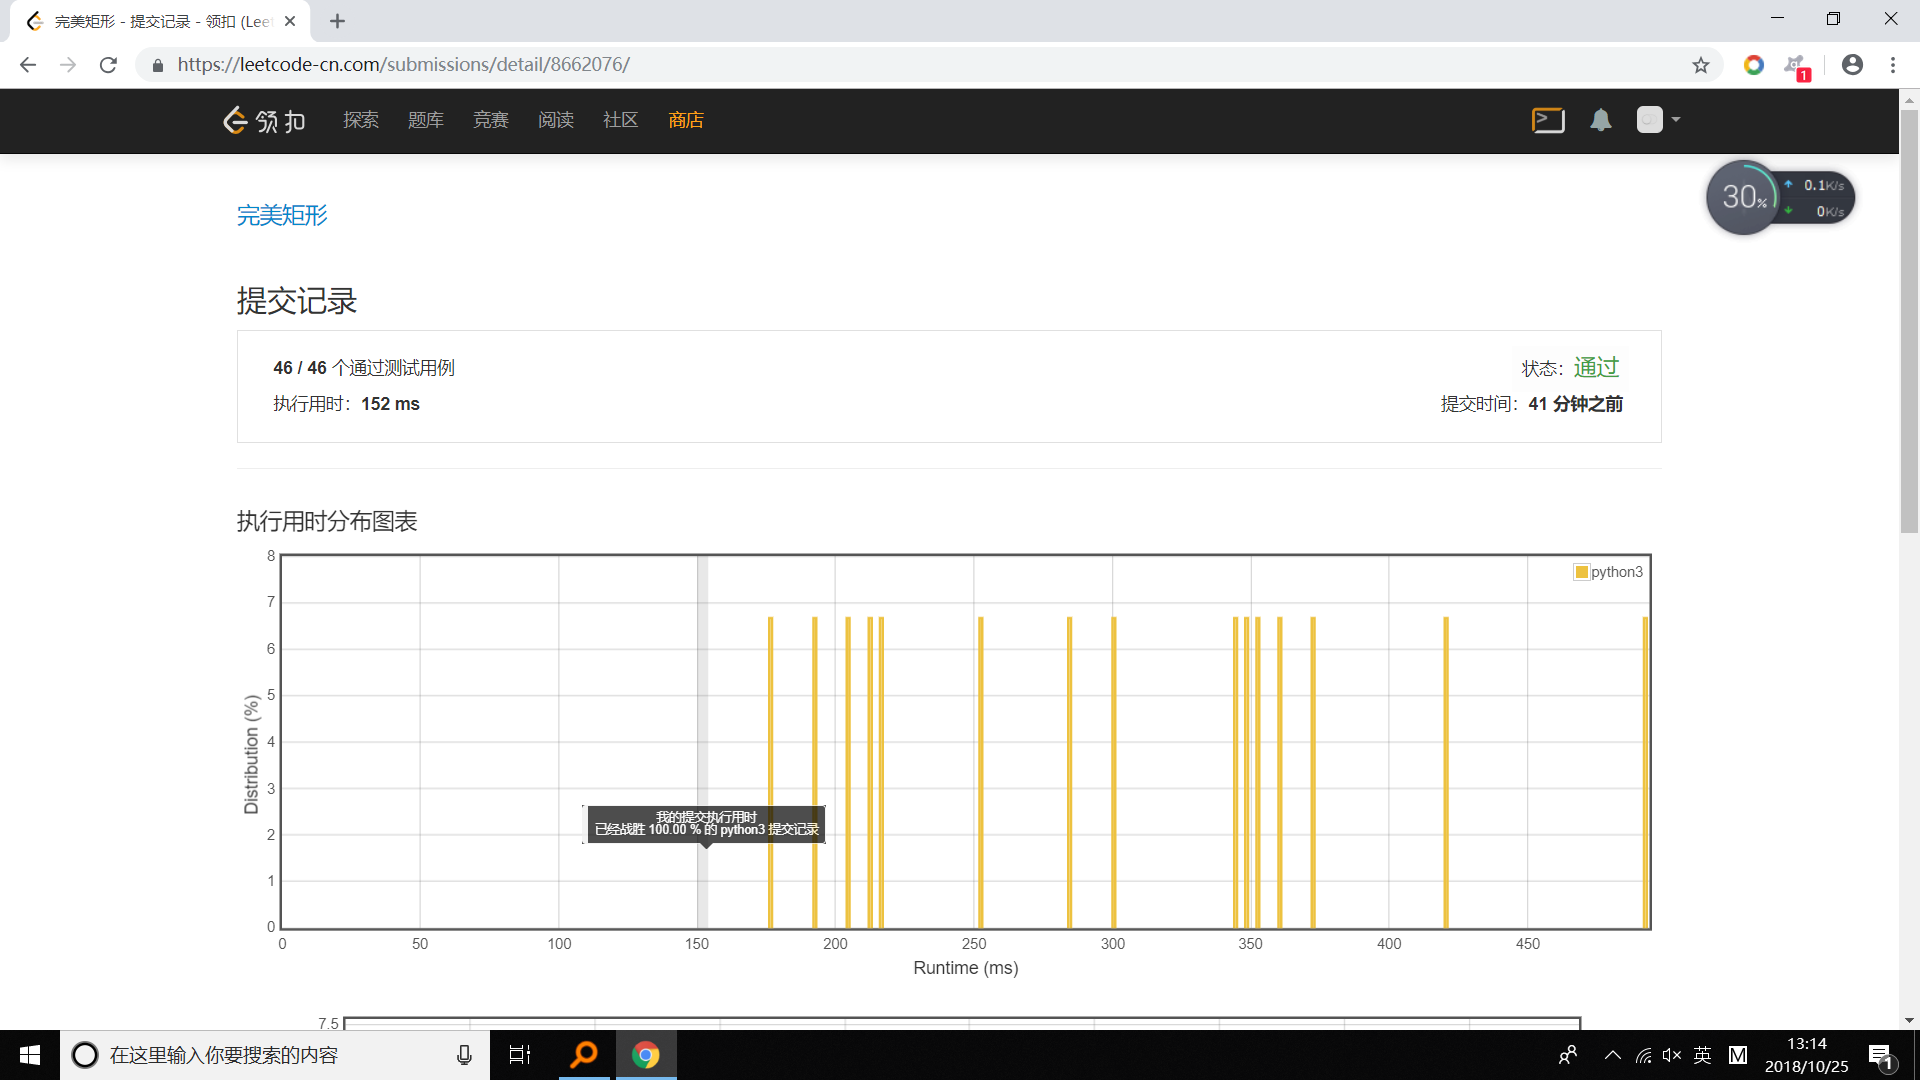 完美矩形 - 提交记录 - 领扣 (Lee
https://leetcode-cn.com/submissions/detail/8662076/
1
领扣 探索 题库 竞赛 阅读 社区 商店
30% 0.1K/s
0K/s
完美矩形
提交记录
46 / 46 个通过测试用例 状态：通过
执行用时：152 ms 提交时间：41 分钟之前
执行用时分布图表
8
7
6
5
4
3
2
1
0
Distribution (%)
python3
我的提交执行用时
已经战胜 100.00 % 的 python3 提交记录
0 50 100 150 200 250 300 350 400 450
Runtime (ms)
7.5
在这里输入你要搜索的内容
英 M
13:14
2018/10/25
1